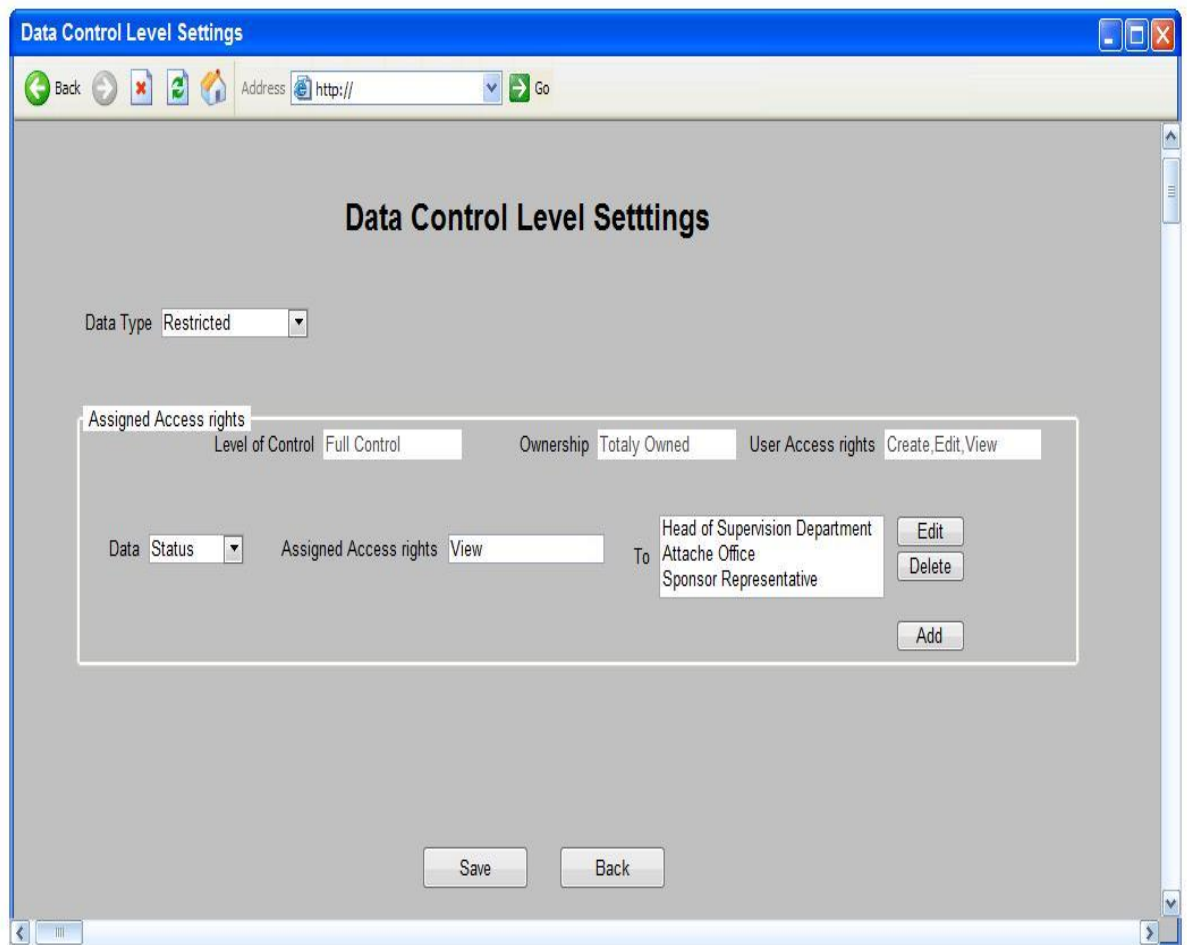 Data Control Level Settings
Back Address http:// Go
Data Control Level Setttings
Data Type Restricted
Assigned Access rights
Level of Control Full Control Ownership Totaly Owned User Access rights Create,Edit,View
Data Status Assigned Access rights View To
Head of Supervision Department
Attache Office
Sponsor Representative
Edit
Delete
Add
Save Back